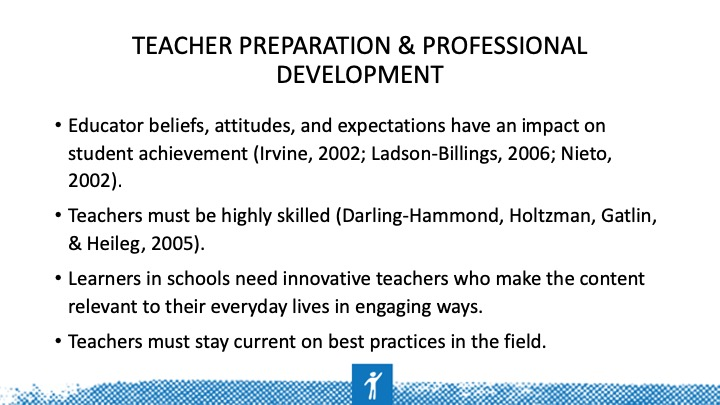 TEACHER PREPARATION & PROFESSIONAL
DEVELOPMENT
• Educator beliefs, attitudes, and expectations have an impact on
student achievement (Irvine, 2002; Ladson-Billings, 2006; Nieto,
2002).
• Teachers must be highly skilled (Darling-Hammond, Holtzman, Gatlin,
& Heileg, 2005).
• Learners in schools need innovative teachers who make the content
relevant to their everyday lives in engaging ways.
• Teachers must stay current on best practices in the field.